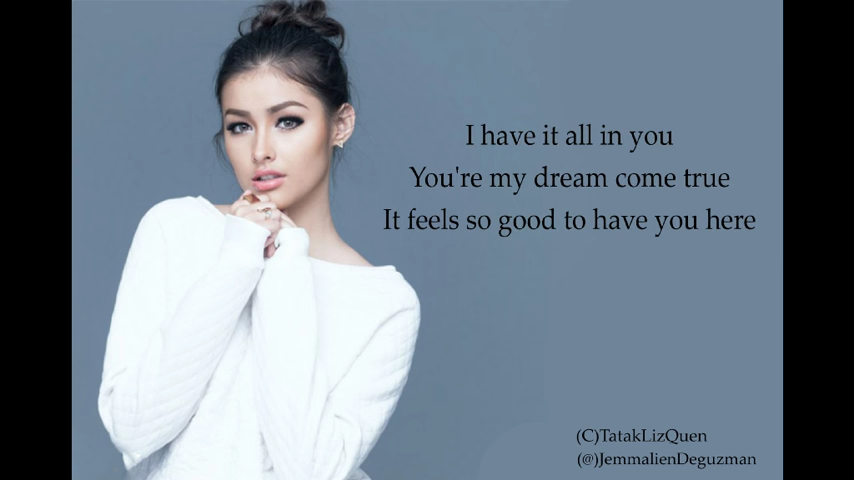 I have it all in you
You're my dream come true
It feels so good to have you here
(C)TatakLizQuen
(@)JemmalienDeguzman